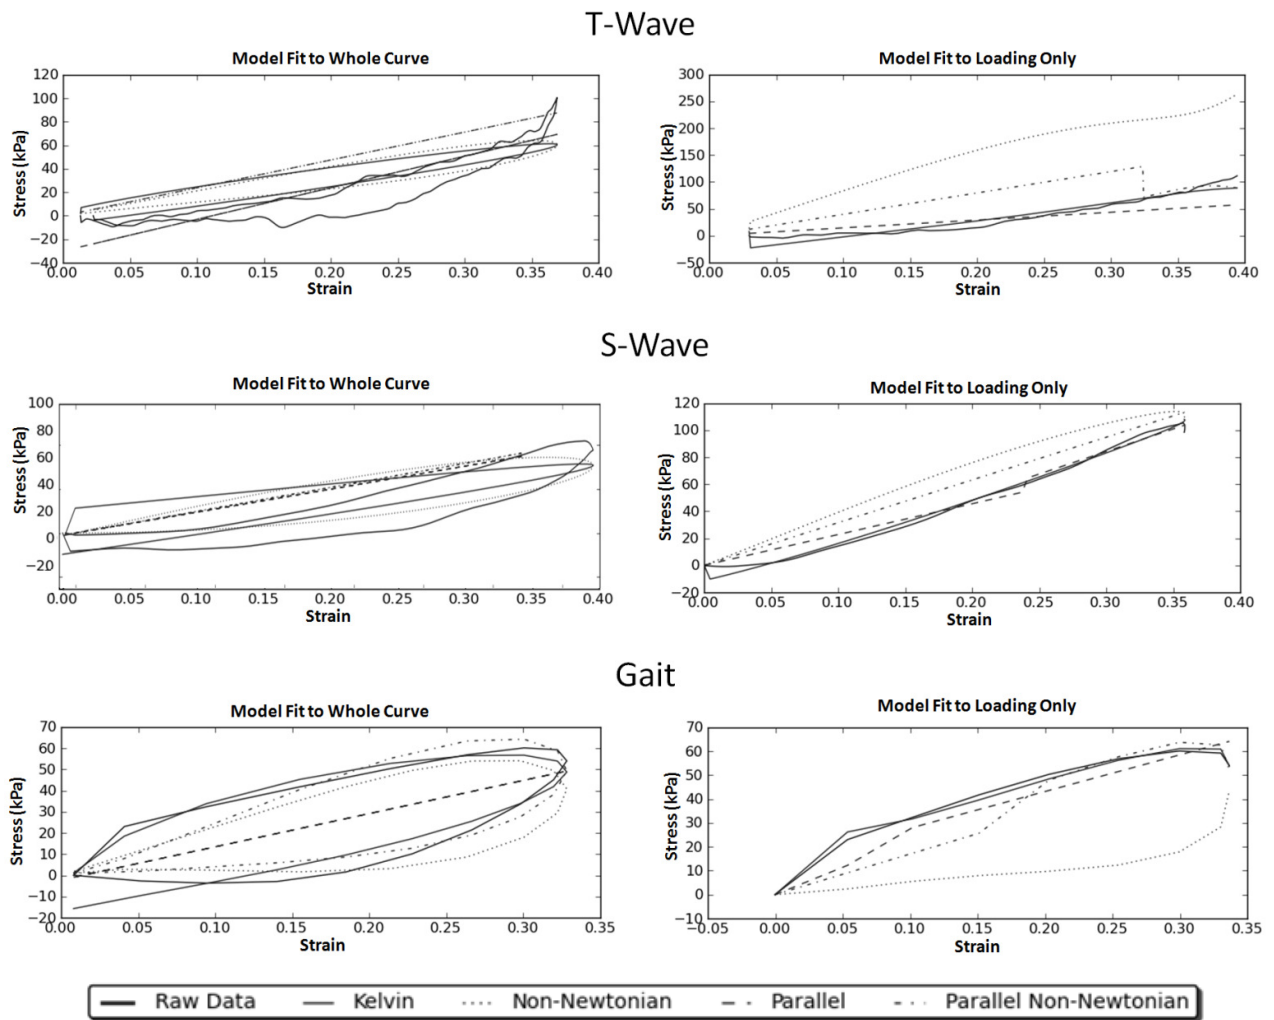 T-Wave
Model Fit to Whole Curve
Stress (kPa)
120
100
80
60
40
20
0
−20
−40
0.00 0.05 0.10 0.15 0.20 0.25 0.30 0.35 0.40
Strain
Model Fit to Loading Only
Stress (kPa)
300
250
200
150
100
50
0
−50
0.00 0.05 0.10 0.15 0.20 0.25 0.30 0.35 0.40
Strain
S-Wave
Model Fit to Whole Curve
Stress (kPa)
100
80
60
40
20
0
−20
0.00 0.05 0.10 0.15 0.20 0.25 0.30 0.35 0.40
Strain
Model Fit to Loading Only
Stress (kPa)
120
100
80
60
40
20
0
−20
0.00 0.05 0.10 0.15 0.20 0.25 0.30 0.35 0.40
Strain
Gait
Model Fit to Whole Curve
Stress (kPa)
70
60
50
40
30
20
10
0
−10
−20
0.00 0.05 0.10 0.15 0.20 0.25 0.30 0.35
Strain
Model Fit to Loading Only
Stress (kPa)
70
60
50
40
30
20
10
0
−10
−0.05 0.00 0.05 0.10 0.15 0.20 0.25 0.30 0.35
Strain
Raw Data Kelvin Non-Newtonian Parallel Parallel Non-Newtonian